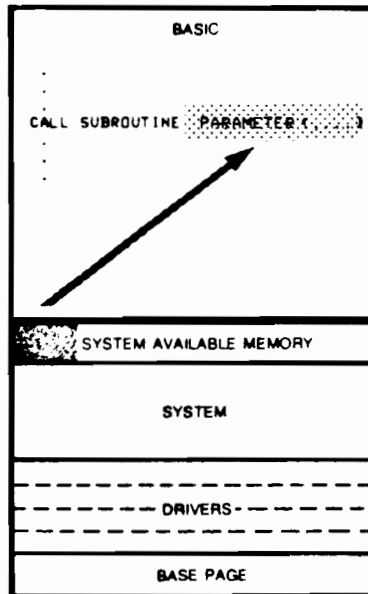 BASIC
CALL SUBROUTINE PARAMETER (, ...)
SYSTEM AVAILABLE MEMORY
SYSTEM
DRIVERS
BASE PAGE